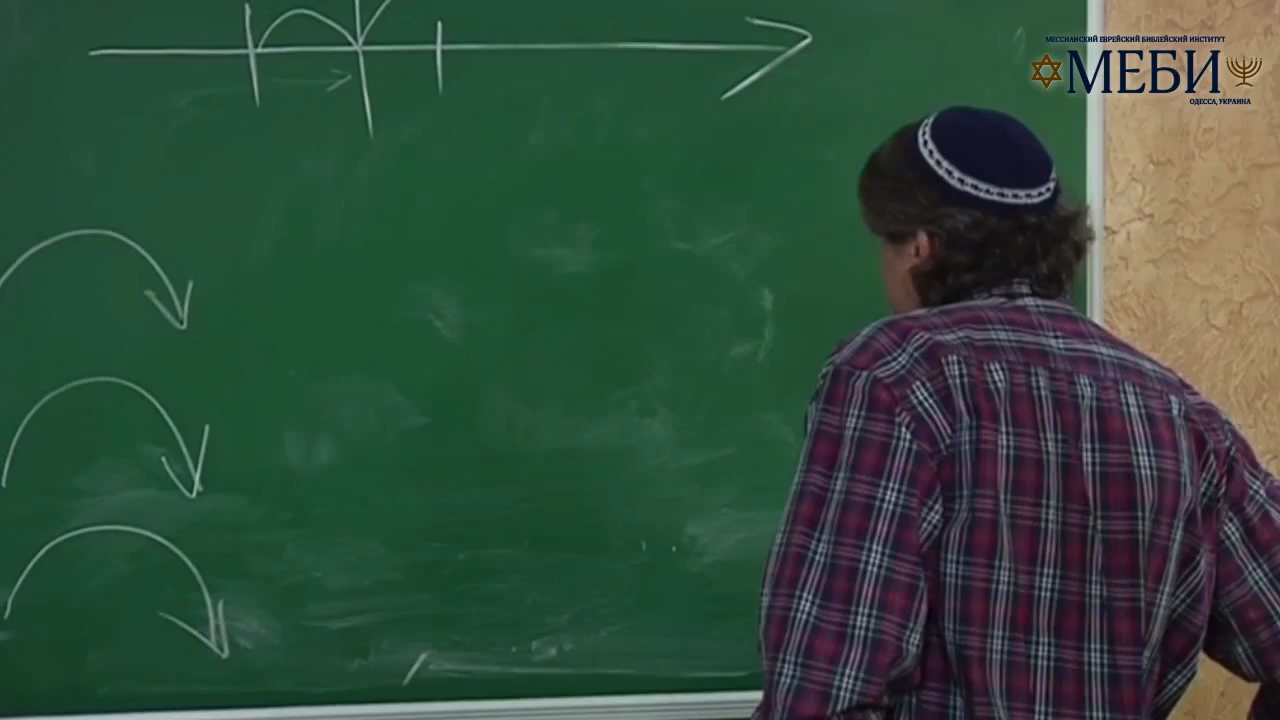 МЕССИАНСКИЙ ЕВРЕЙСКИЙ БИБЛЕЙСКИЙ ИНСТИТУТ
МЕБИ
ОДЕССА, УКРАИНА